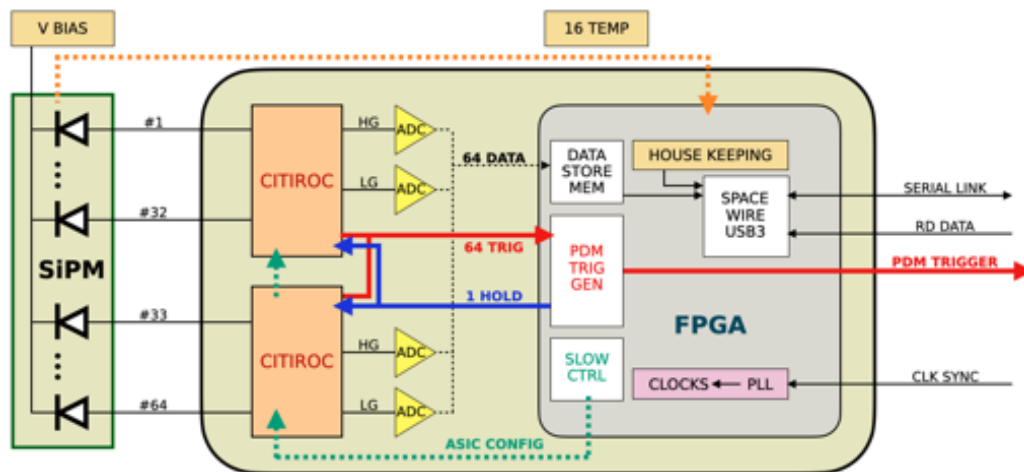 V BIAS
16 TEMP
#1
HG
ADC
64 DATA
DATA
STORE
MEM
HOUSE KEEPING
CITIROC
LG
ADC
SPACE
WIRE
USB3
SERIAL LINK
#32
RD DATA
64 TRIG
PDM
TRIG
GEN
PDM TRIGGER
SiPM
1 HOLD
#33
FPGA
HG
ADC
CITIROC
SLOW
CTRL
CLOCKS
PLL
CLK SYNC
#64
LG
ADC
ASIC CONFIG